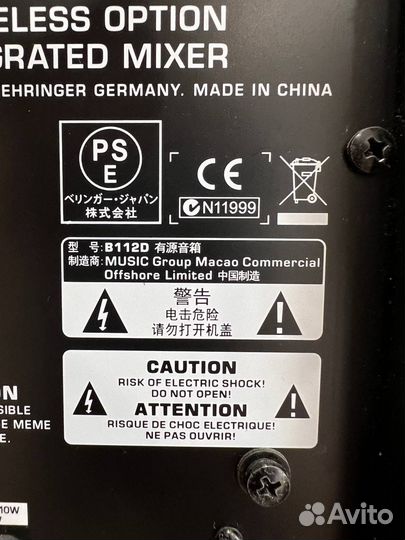 ELESS OPTION
GRATED MIXER
EHRINGER GERMANY. MADE IN CHINA
PS
E
ベリンガー・ジャパン
株式会社
CE
N11999
型 号: B112D 有源音箱
制造商: MUSIC Group Macao Commercial
Offshore Limited 中国制造
警告
电击危险
请勿打开机盖
CAUTION
RISK OF ELECTRIC SHOCK!
DO NOT OPEN!
ATTENTION
RISQUE DE CHOC ELECTRIQUE!
NE PAS OUVRIR!
ON
SIBLE
E MEME
E.
10W
Avito